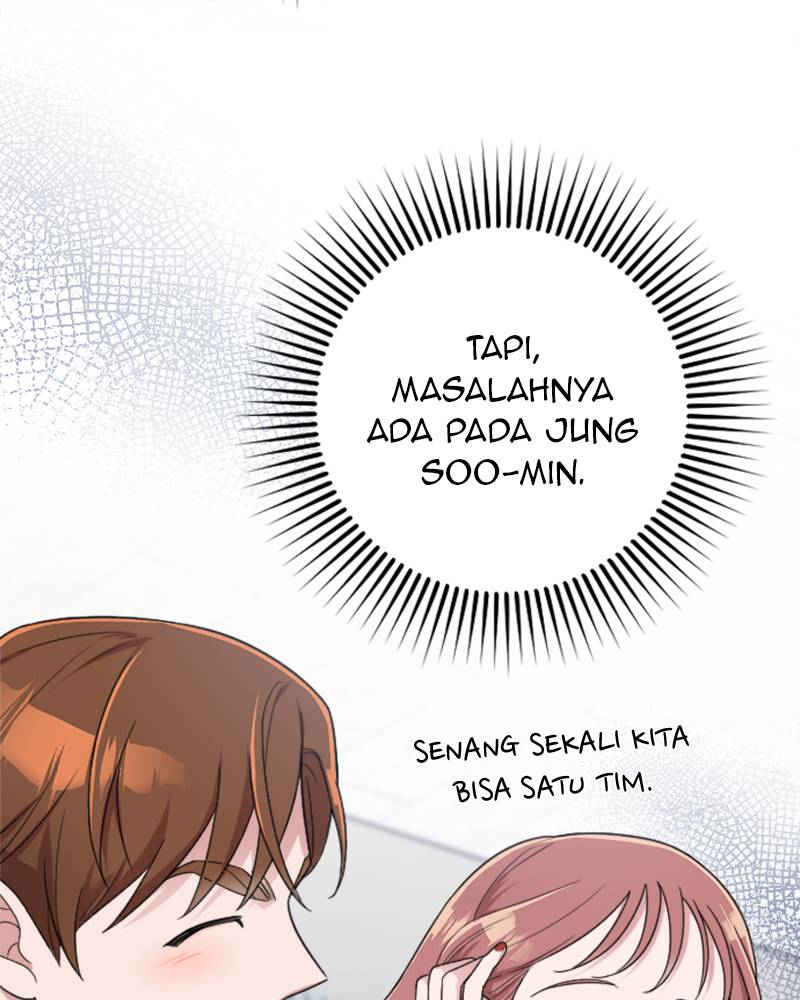 TAPI,
MASALAHNYA
ADA PADA JUNG
SOO-MIN.
SENANG SEKALI KITA
BISA SATU TIM.